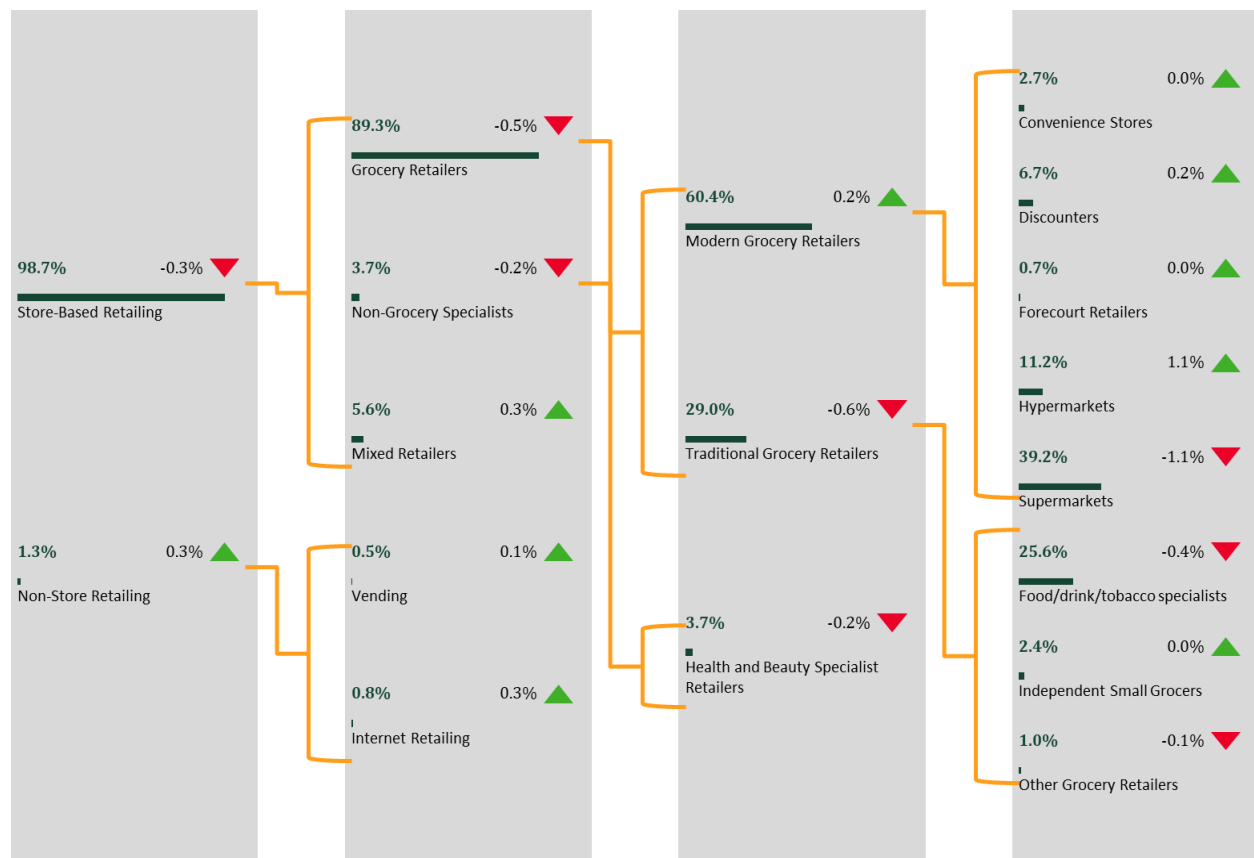 98.7% -0.3%
Store-Based Retailing
1.3% 0.3%
Non-Store Retailing
89.3% -0.5%
Grocery Retailers
3.7% -0.2%
Non-Grocery Specialists
5.6% 0.3%
Mixed Retailers
0.5% 0.1%
Vending
0.8% 0.3%
Internet Retailing
60.4% 0.2%
Modern Grocery Retailers
29.0% -0.6%
Traditional Grocery Retailers
3.7% -0.2%
Health and Beauty Specialist
Retailers
2.7% 0.0%
Convenience Stores
6.7% 0.2%
Discounters
0.7% 0.0%
Forecourt Retailers
11.2% 1.1%
Hypermarkets
39.2% -1.1%
Supermarkets
25.6% -0.4%
Food/drink/tobacco specialists
2.4% 0.0%
Independent Small Grocers
1.0% -0.1%
Other Grocery Retailers